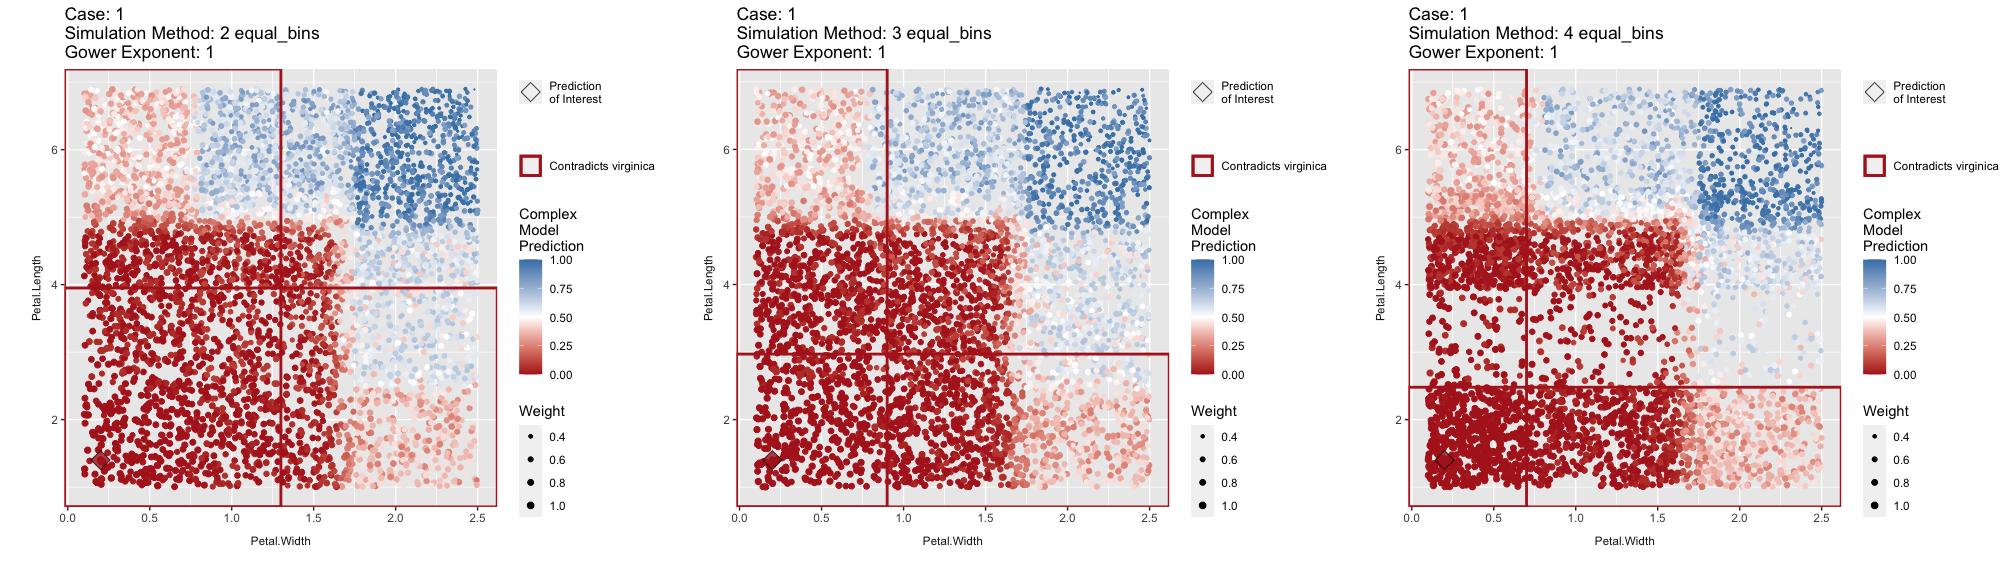 Case: 1
Simulation Method: 2 equal_bins
Gower Exponent: 1
Petal.Length
6
4
2
0.0
0.5
1.0
1.5
2.0
2.5
Petal.Width
Prediction
of Interest
Contradicts virginica
Complex
Model
Prediction
1.00
0.75
0.50
0.25
0.00
Weight
0.4
0.6
0.8
1.0
Case: 1
Simulation Method: 3 equal_bins
Gower Exponent: 1
Petal.Length
6
4
2
0.0
0.5
1.0
1.5
2.0
2.5
Petal.Width
Prediction
of Interest
Contradicts virginica
Complex
Model
Prediction
1.00
0.75
0.50
0.25
0.00
Weight
0.4
0.6
0.8
1.0
Case: 1
Simulation Method: 4 equal_bins
Gower Exponent: 1
Petal.Length
6
4
2
0.0
0.5
1.0
1.5
2.0
2.5
Petal.Width
Prediction
of Interest
Contradicts virginica
Complex
Model
Prediction
1.00
0.75
0.50
0.25
0.00
Weight
0.4
0.6
0.8
1.0